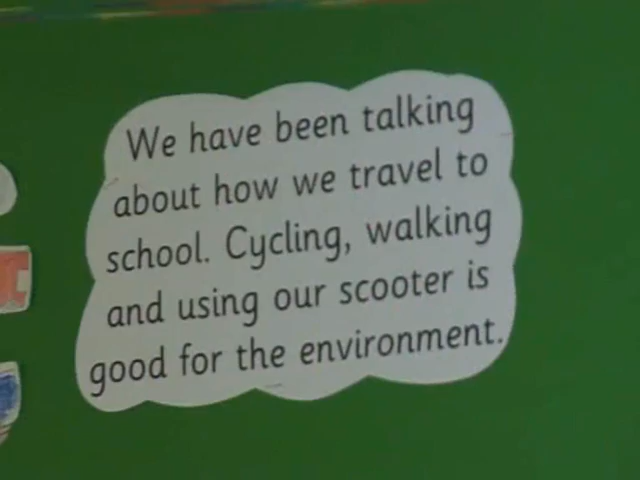 We have been talking
about how we travel to
school. Cycling, walking
and using our scooter is
good for the environment.